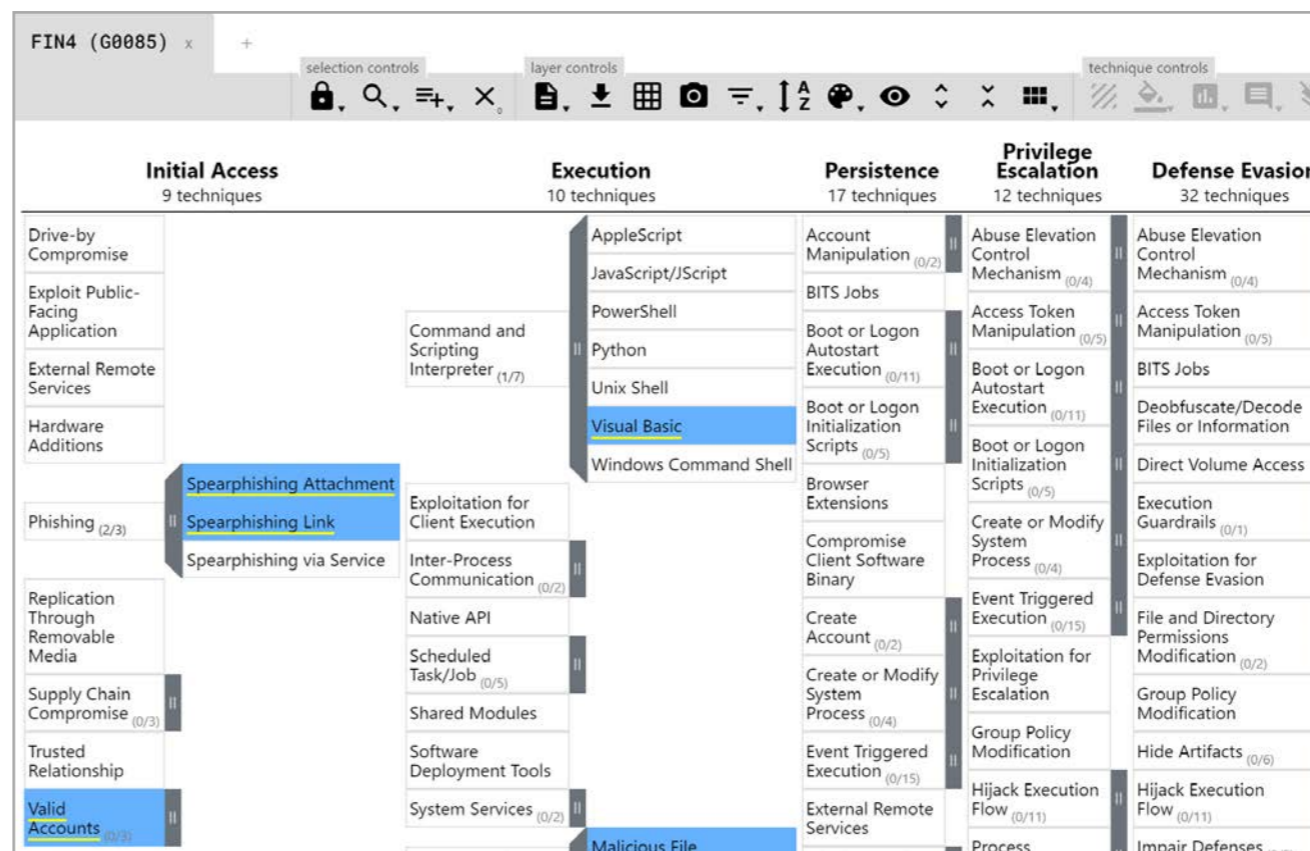 FIN4 (G0085) x +
selection controls
layer controls
technique controls
Initial Access
9 techniques
Drive-by
Compromise
Exploit Public-
Facing
Application
External Remote
Services
Hardware
Additions
Phishing (2/3)
Spearphishing Attachment
Spearphishing Link
Spearphishing via Service
Replication
Through
Removable
Media
Supply Chain
Compromise (0/3)
Trusted
Relationship
Valid
Accounts (0/3)
Execution
10 techniques
Command and
Scripting
Interpreter (1/7)
AppleScript
JavaScript/JScript
PowerShell
Python
Unix Shell
Visual Basic
Windows Command Shell
Exploitation for
Client Execution
Inter-Process
Communication (0/2)
Native API
Scheduled
Task/Job (0/5)
Shared Modules
Software
Deployment Tools
System Services (0/2)
Malicious File
Persistence
17 techniques
Account
Manipulation (0/2)
BITS Jobs
Boot or Logon
Autostart
Execution (0/11)
Boot or Logon
Initialization
Scripts (0/5)
Browser
Extensions
Compromise
Client Software
Binary
Create
Account (0/2)
Create or Modify
System
Process (0/4)
Event Triggered
Execution (0/15)
External Remote
Services
Privilege
Escalation
12 techniques
Abuse Elevation
Control
Mechanism (0/4)
Access Token
Manipulation (0/5)
Boot or Logon
Autostart
Execution (0/11)
Boot or Logon
Initialization
Scripts (0/5)
Create or Modify
System
Process (0/4)
Event Triggered
Execution (0/15)
Exploitation for
Privilege
Escalation
Group Policy
Modification
Hijack Execution
Flow (0/11)
Process
Defense Evasion
32 techniques
Abuse Elevation
Control
Mechanism (0/4)
Access Token
Manipulation (0/5)
BITS Jobs
Deobfuscate/Decode
Files or Information
Direct Volume Access
Execution
Guardrails (0/1)
Exploitation for
Defense Evasion
File and Directory
Permissions
Modification (0/2)
Group Policy
Modification
Hide Artifacts (0/6)
Hijack Execution
Flow (0/11)
Impair Defenses